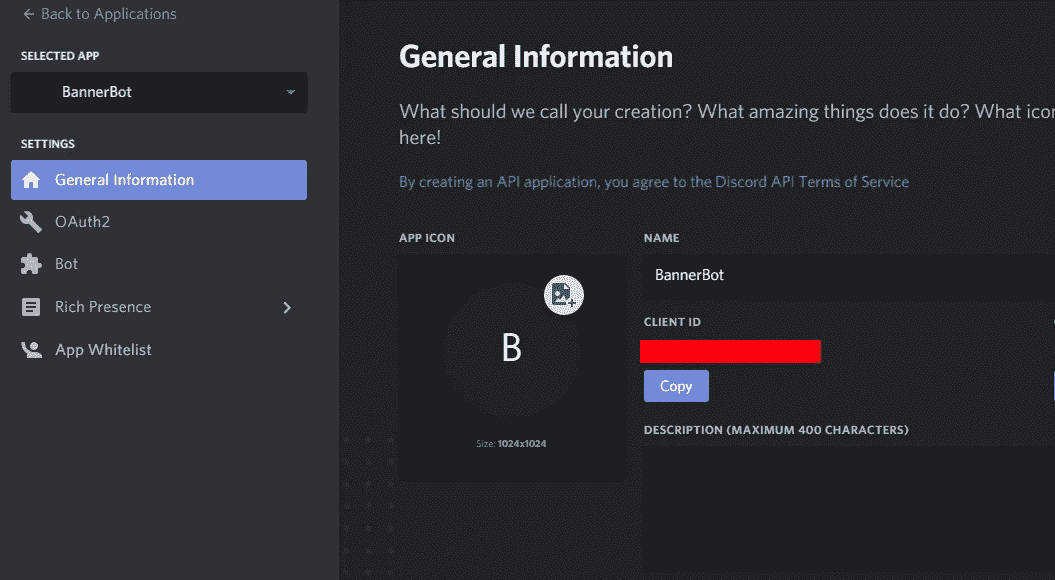 Back to Applications
SELECTED APP
BannerBot
SETTINGS
General Information
OAuth2
Bot
Rich Presence
App Whitelist
General Information
What should we call your creation? What amazing things does it do? What icon
here!
By creating an API application, you agree to the Discord API Terms of Service
APP ICON
B
Size: 1024x1024
NAME
BannerBot
CLIENT ID
Copy
DESCRIPTION (MAXIMUM 400 CHARACTERS)